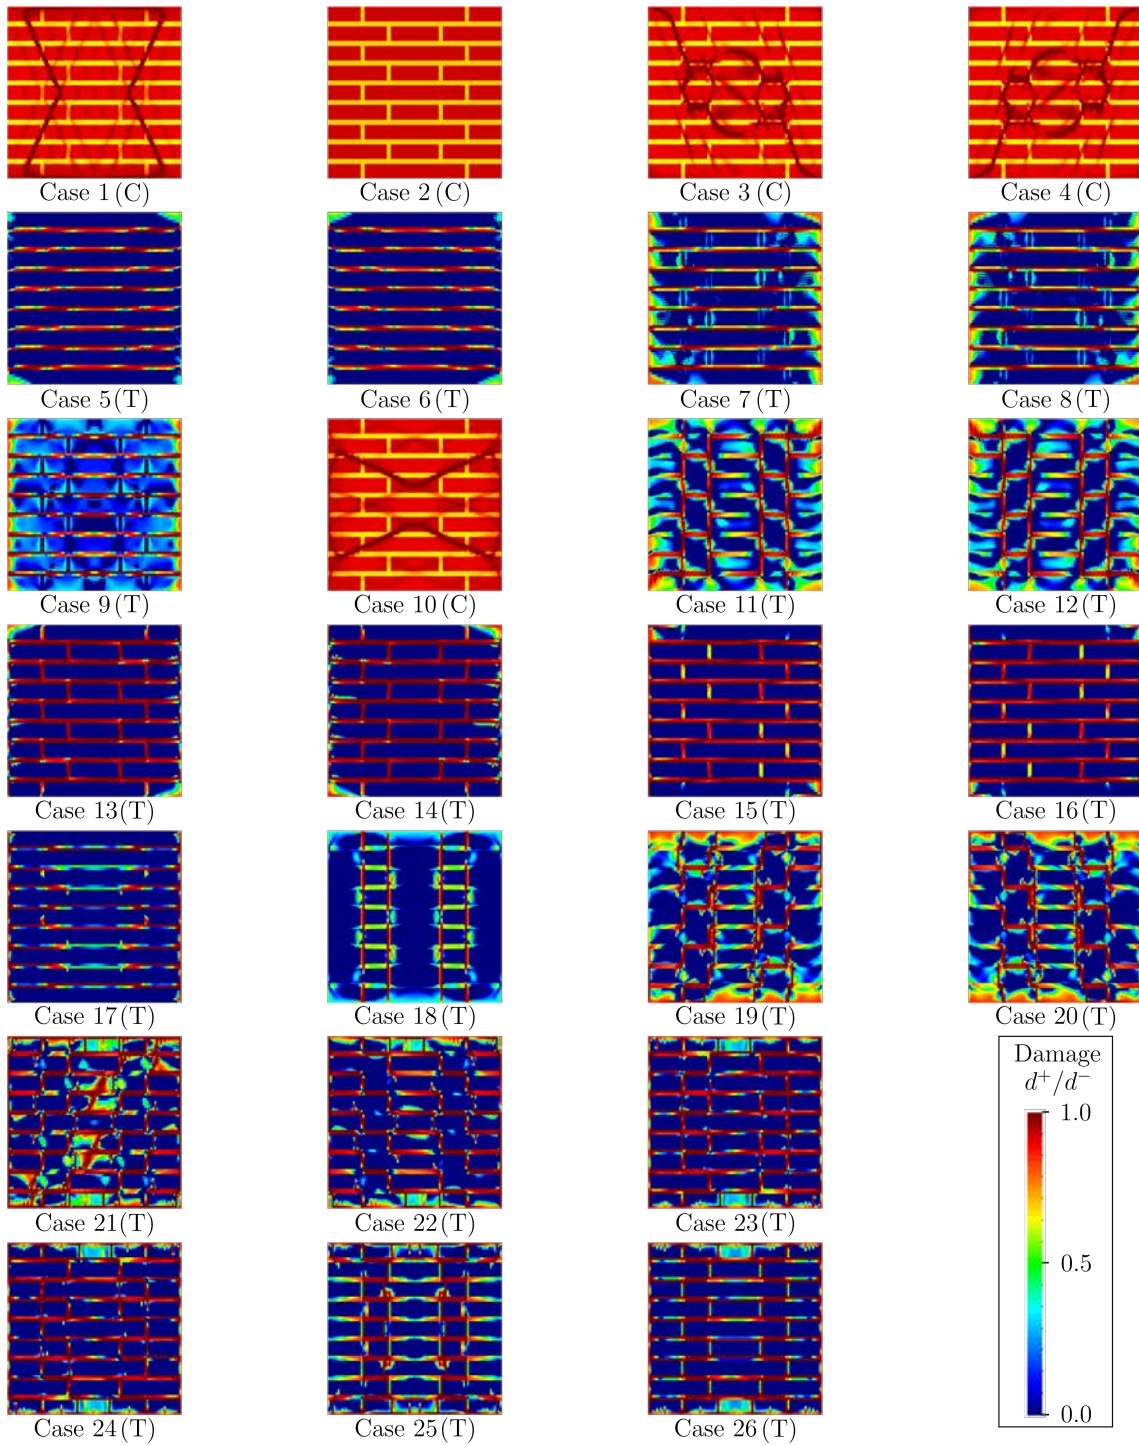 Case 1 (C)
Case 2 (C)
Case 3 (C)
Case 4 (C)
Case 5 (T)
Case 6 (T)
Case 7 (T)
Case 8 (T)
Case 9 (T)
Case 10 (C)
Case 11 (T)
Case 12 (T)
Case 13 (T)
Case 14 (T)
Case 15 (T)
Case 16 (T)
Case 17 (T)
Case 18 (T)
Case 19 (T)
Case 20 (T)
Case 21 (T)
Case 22 (T)
Case 23 (T)
Damage
d⁺/d⁻
1.0
0.5
0.0
Case 24 (T)
Case 25 (T)
Case 26 (T)